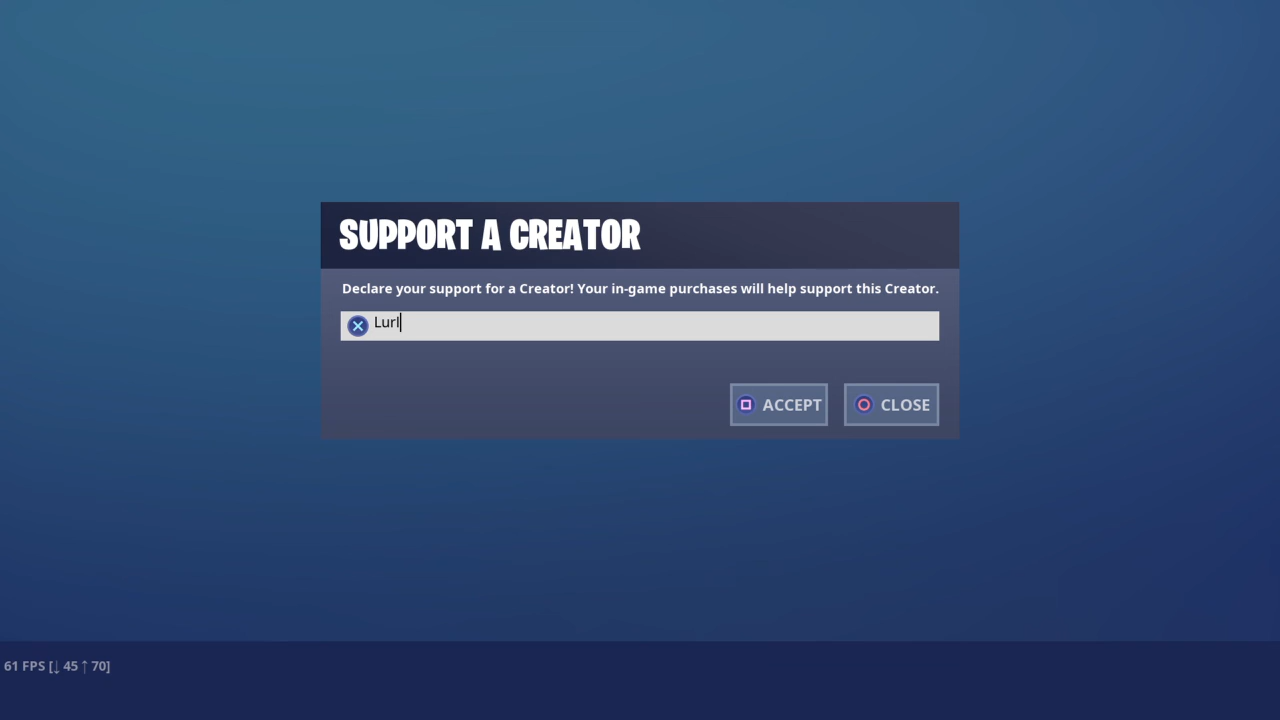 SUPPORT A CREATOR
Declare your support for a Creator! Your in-game purchases will help support this Creator.
Lurl
ACCEPT CLOSE
61 FPS [↓ 45 ↑ 70]